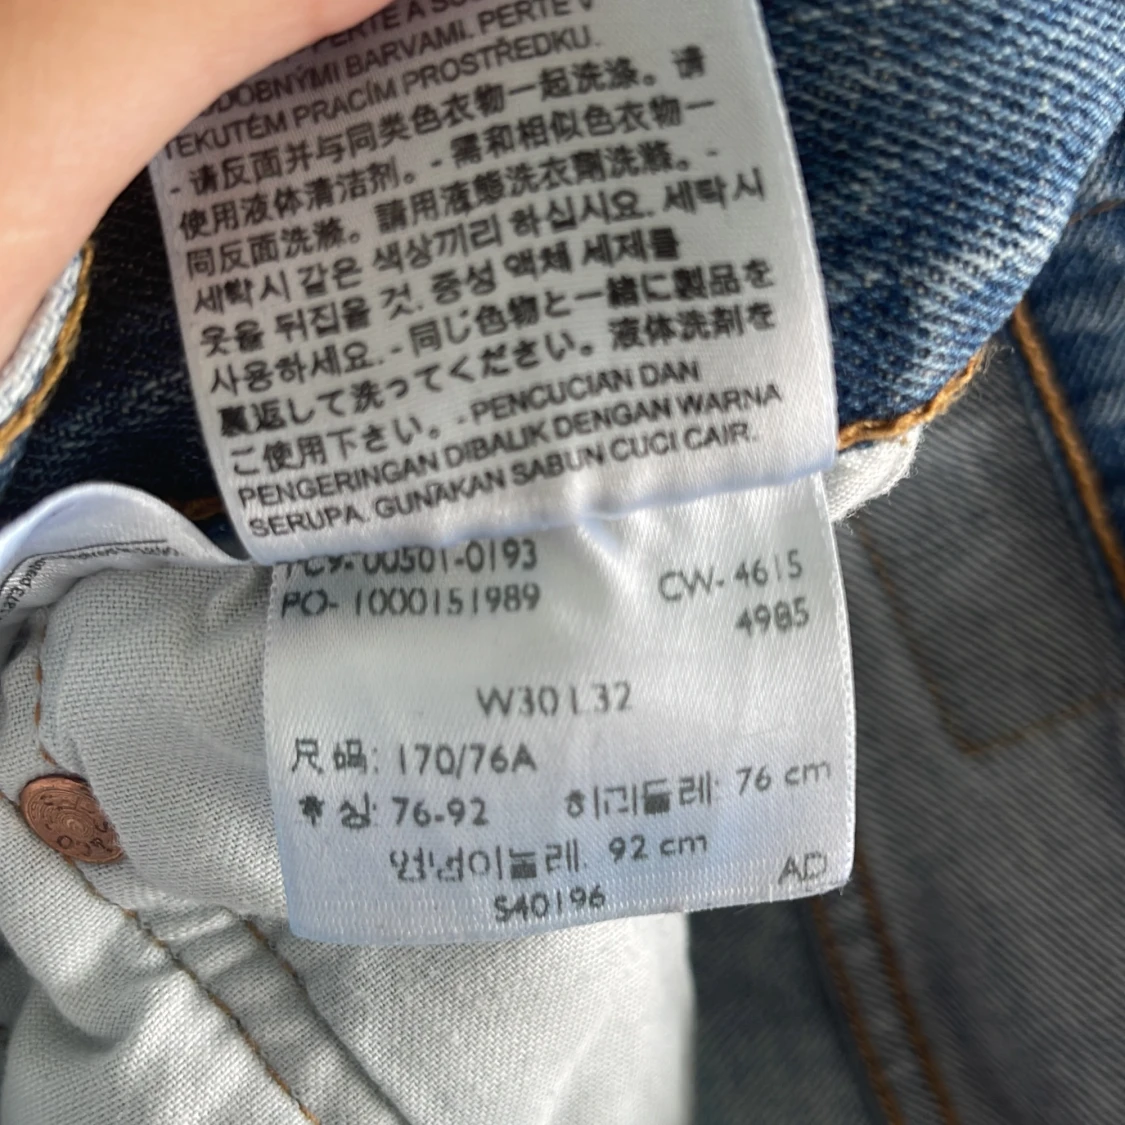 PERTE A
DOBNÝMI BARVAMI. PERTE V
TEKUTÉM PRACÍM PROSTŘEDKU.
- 请反面并与同类色衣物一起洗涤。请
使用液体清洁剂。 - 需和相似色衣物一
同反面洗滌。請用液態洗衣劑洗滌。 -
세탁시 같은 색상끼리 하십시요. 세탁시
옷을 뒤집을 것. 중성 액체 세제를
사용하세요. - 同じ色物と一緒に製品を
裏返して洗ってください。液体洗剤を
ご使用下さい。 - PENCUCIAN DAN
PENGERINGAN DIBALIK DENGAN WARNA
SERUPA. GUNAKAN SABUN CUCI CAIR.
PC9-00501-0193
PO- 1000151989
CW- 4615
4985
W30 L32
尺码: 170/76A
76-92 허리둘레: 76 cm
엉덩이둘레: 92 cm
S40196
AD